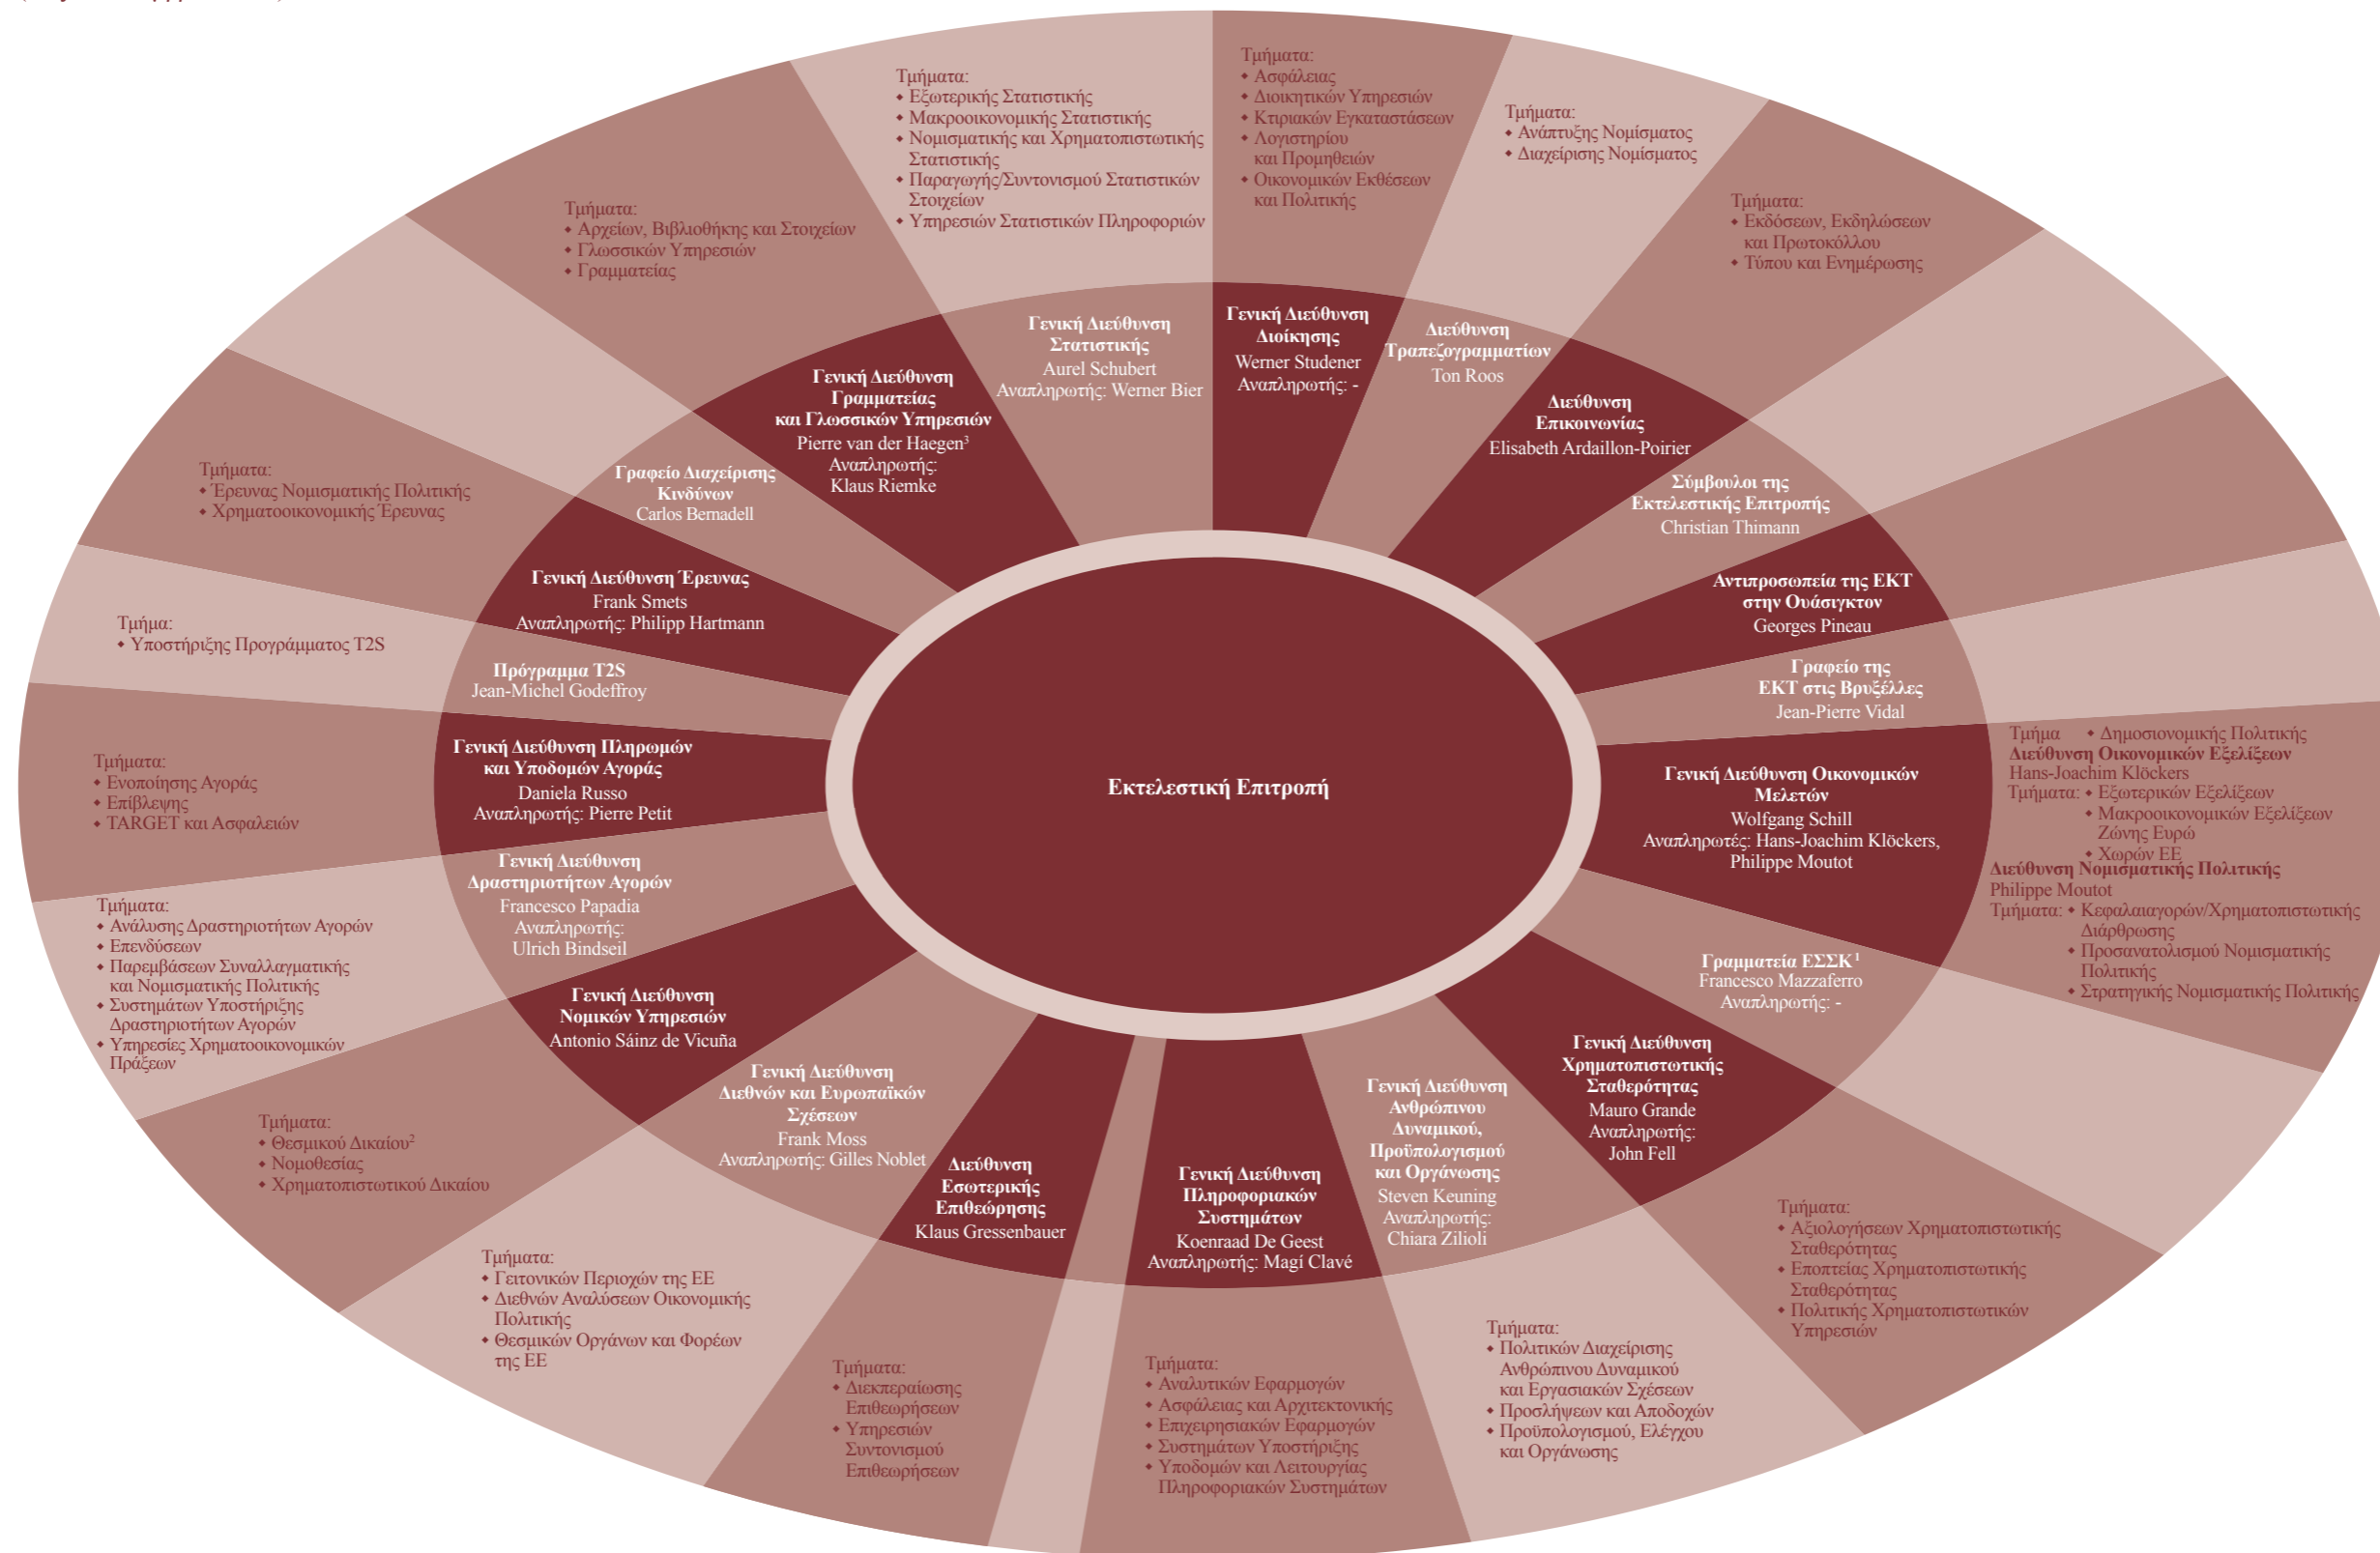 Τμήματα:
• Ασφάλειας
• Διοικητικών Υπηρεσιών
• Κτιριακών Εγκαταστάσεων
• Λογιστηρίου
και Προμηθειών
• Οικονομικών Εκθέσεων
και Πολιτικής
Γενική Διεύθυνση
Διοίκησης
Werner Studener
Αναπληρωτής: -
Τμήματα:
• Ανάπτυξης Νομίσματος
• Διαχείρισης Νομίσματος
Διεύθυνση
Τραπεζογραμματίων
Ton Roos
Τμήματα:
• Εκδόσεων, Εκδηλώσεων
και Πρωτοκόλλου
• Τύπου και Ενημέρωσης
Διεύθυνση
Επικοινωνίας
Elisabeth Ardaillon-Poirier
Σύμβουλοι της
Εκτελεστικής Επιτροπής
Christian Thimann
Αντιπροσωπεία της ΕΚΤ
στην Ουάσιγκτον
Georges Pineau
Γραφείο της
ΕΚΤ στις Βρυξέλλες
Jean-Pierre Vidal
Γενική Διεύθυνση Οικονομικών
Μελετών
Wolfgang Schill
Αναπληρωτές: Hans-Joachim Klöckers,
Philippe Moutot
Τμήμα • Δημοσιονομικής Πολιτικής
Διεύθυνση Οικονομικών Εξελίξεων
Hans-Joachim Klöckers
Τμήματα: • Εξωτερικών Εξελίξεων
• Μακροοικονομικών Εξελίξεων
Ζώνης Ευρώ
• Χωρών ΕΕ
Διεύθυνση Νομισματικής Πολιτικής
Philippe Moutot
Τμήματα: • Κεφαλαιαγορών/Χρηματοπιστωτικής
Διάρθρωσης
• Προσανατολισμού Νομισματικής
Πολιτικής
• Στρατηγικής Νομισματικής Πολιτικής
Γραμματεία ΕΣΣΚ¹
Francesco Mazzaferro
Αναπληρωτής: -
Γενική Διεύθυνση
Χρηματοπιστωτικής
Σταθερότητας
Mauro Grande
Αναπληρωτής:
John Fell
Τμήματα:
• Αξιολογήσεων Χρηματοπιστωτικής
Σταθερότητας
• Εποπτείας Χρηματοπιστωτικής
Σταθερότητας
• Πολιτικής Χρηματοπιστωτικών
Υπηρεσιών
Γενική Διεύθυνση
Ανθρώπινου
Δυναμικού,
Προϋπολογισμού
και Οργάνωσης
Steven Keuning
Αναπληρωτής:
Chiara Zilioli
Τμήματα:
• Πολιτικών Διαχείρισης
Ανθρώπινου Δυναμικού
και Εργασιακών Σχέσεων
• Προσλήψεων και Αποδοχών
• Προϋπολογισμού, Ελέγχου
και Οργάνωσης
Γενική Διεύθυνση
Πληροφοριακών
Συστημάτων
Koenraad De Geest
Αναπληρωτής: Magí Clavé
Τμήματα:
• Αναλυτικών Εφαρμογών
• Ασφάλειας και Αρχιτεκτονικής
• Επιχειρησιακών Εφαρμογών
• Συστημάτων Υποστήριξης
• Υποδομών και Λειτουργίας
Πληροφοριακών Συστημάτων
Διεύθυνση
Εσωτερικής
Επιθεώρησης
Klaus Gressenbauer
Τμήματα:
• Διεκπεραίωσης
Επιθεωρήσεων
• Υπηρεσιών
Συντονισμού
Επιθεωρήσεων
Γενική Διεύθυνση
Διεθνών και Ευρωπαϊκών
Σχέσεων
Frank Moss
Αναπληρωτής: Gilles Noblet
Τμήματα:
• Γειτονικών Περιοχών της ΕΕ
• Διεθνών Αναλύσεων Οικονομικής
Πολιτικής
• Θεσμικών Οργάνων και Φορέων
της ΕΕ
Γενική Διεύθυνση
Νομικών Υπηρεσιών
Antonio Sáinz de Vicuña
Τμήματα:
• Θεσμικού Δικαίου²
• Νομοθεσίας
• Χρηματοπιστωτικού Δικαίου
Γενική Διεύθυνση
Δραστηριοτήτων Αγορών
Francesco Papadia
Αναπληρωτής:
Ulrich Bindseil
Τμήματα:
• Ανάλυσης Δραστηριοτήτων Αγορών
• Επενδύσεων
• Παρεμβάσεων Συναλλαγματικής
και Νομισματικής Πολιτικής
• Συστημάτων Υποστήριξης
Δραστηριοτήτων Αγορών
• Υπηρεσίες Χρηματοοικονομικών
Πράξεων
Γενική Διεύθυνση Πληρωμών
και Υποδομών Αγοράς
Daniela Russo
Αναπληρωτής: Pierre Petit
Τμήματα:
• Ενοποίησης Αγοράς
• Επίβλεψης
• TARGET και Ασφαλειών
Πρόγραμμα T2S
Jean-Michel Godeffroy
Τμήμα:
• Υποστήριξης Προγράμματος T2S
Γενική Διεύθυνση Έρευνας
Frank Smets
Αναπληρωτής: Philipp Hartmann
Τμήματα:
• Έρευνας Νομισματικής Πολιτικής
• Χρηματοοικονομικής Έρευνας
Γραφείο Διαχείρισης
Κινδύνων
Carlos Bernadell
Γενική Διεύθυνση
Γραμματείας
και Γλωσσικών Υπηρεσιών
Pierre van der Haegen³
Αναπληρωτής:
Klaus Riemke
Τμήματα:
• Αρχείων, Βιβλιοθήκης και Στοιχείων
• Γλωσσικών Υπηρεσιών
• Γραμματείας
Γενική Διεύθυνση
Στατιστικής
Aurel Schubert
Αναπληρωτής: Werner Bier
Τμήματα:
• Εξωτερικής Στατιστικής
• Μακροοικονομικής Στατιστικής
• Νομισματικής και Χρηματοπιστωτικής
Στατιστικής
• Παραγωγής/Συντονισμού Στατιστικών
Στοιχείων
• Υπηρεσιών Στατιστικών Πληροφοριών
Εκτελεστική Επιτροπή